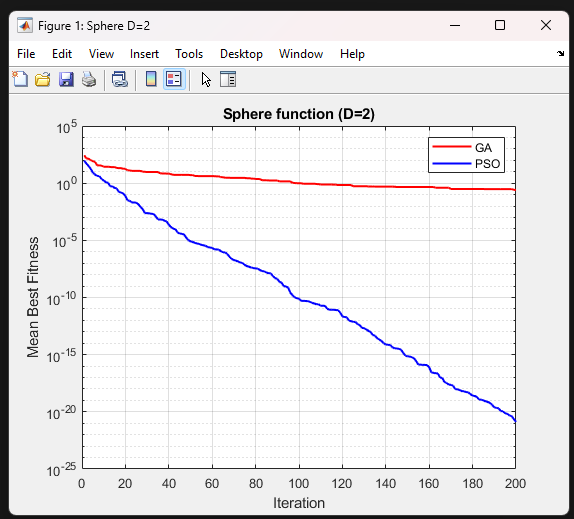 Figure 1: Sphere D=2
File Edit View Insert Tools Desktop Window Help
Sphere function (D=2)
10^5
10^0
10^-5
10^-10
10^-15
10^-20
10^-25
Mean Best Fitness
GA
PSO
0 20 40 60 80 100 120 140 160 180 200
Iteration